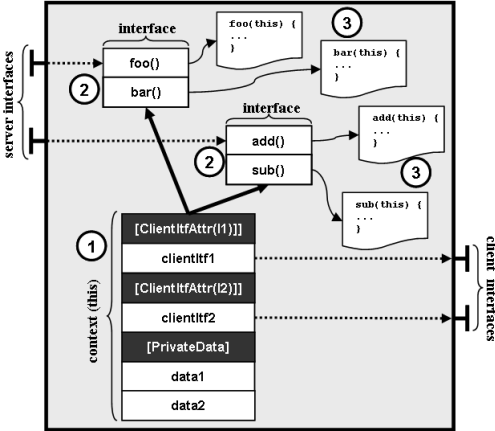 interface
foo()
bar()
2
foo(this) {
...
}
3
bar(this) {
...
}
server interfaces
interface
add()
sub()
2
add(this) {
...
}
3
sub(this) {
...
}
1
context (this)
[ClientItfAttr(I1)]]
clientItf1
[ClientItfAttr(I2)]]
clientItf2
[PrivateData]
data1
data2
client interfaces